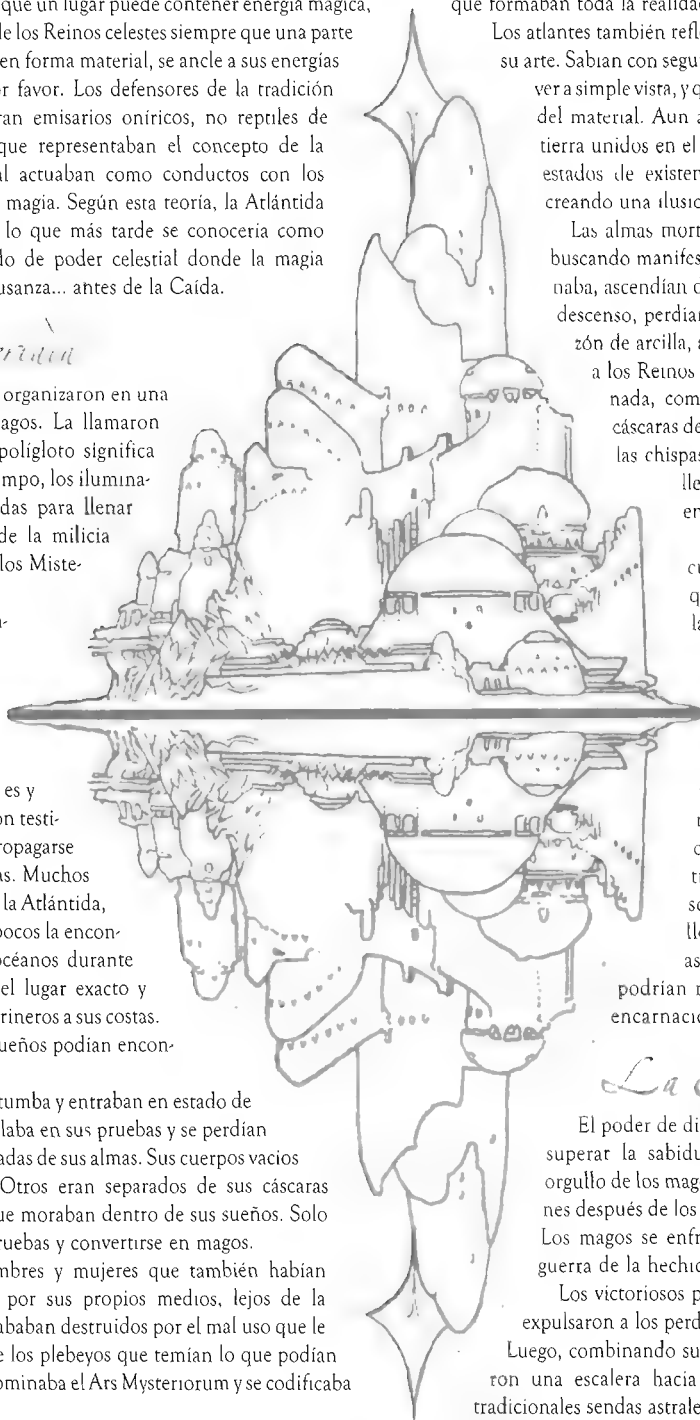 que un lugar puede contener energía mágica,
de los Reinos celestes siempre que una parte
en forma material, se ancle a sus energías
r favor. Los defensores de la tradición
ran emisarios oníricos, no reptiles de
que representaban el concepto de la
al actuaban como conductos con los
magia. Según esta teoría, la Atlántida
lo que más tarde se conocería como
do de poder celestial donde la magia
usanza... antes de la Caída.
organizaron en una
agos. La llamaron
polígloto significa
mpo, los ilumina-
das para llenar
de la milicia
los Miste-
es y
on testi-
ropagarse
as. Muchos
la Atlántida,
pocos la encon-
océanos durante
el lugar exacto y
rineros a sus costas.
ueños podían encon-
tumba y entraban en estado de
laba en sus pruebas y se perdían
adas de sus almas. Sus cuerpos vacios
Otros eran separados de sus cáscaras
ue moraban dentro de sus sueños. Solo
ruebas y convertirse en magos.
mbres y mujeres que también habían
por sus propios medios, lejos de la
ababan destruidos por el mal uso que le
e los plebeyos que temían lo que podían
ominaba el Ars Mysteriorum y se codificaba
que formaban toda la realidad
Los atlantes también refle
su arte. Sabían con segu
ver a simple vista, y q
del material. Aun a
tierra unidos en el
estados de existen
creando una ilusio
Las almas mort
buscando manifes
naba, ascendían d
descenso, perdían
zón de arcilla, a
a los Reinos
nada, com
cáscaras de
las chispas
lle
en
cu
q
la
t
c
ti
so
lle
as
podrían r
encarnacio
La c
El poder de di
superar la sabidu
orgullo de los mag
nes después de los
Los magos se enfr
guerra de la hechic
Los victoriosos p
expulsaron a los perd
Luego, combinando su
ron una escalera hacia
tradicionales sendas astrale